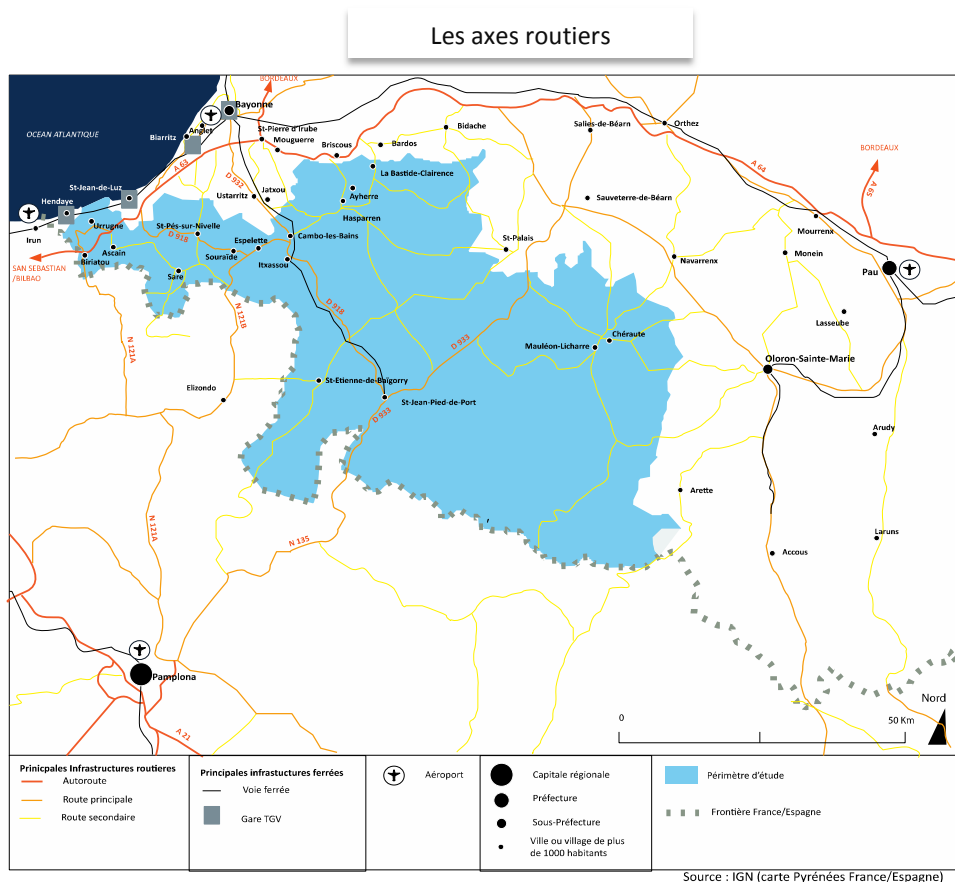 Les axes routiers
BORDEAUX
Bayonne
OCEAN ATLANTIQUE
Anglet
Biarritz
St-Pierre d'Irube
Mouguerre
Briscous
Bardos
Bidache
Salies-de-Béarn
Orthez
A 63
A 64
BORDEAUX
A 65
St-Jean-de-Luz
D 932
Ustarritz
Jatxou
La Bastide-Clairence
Ayherre
Hasparren
Sauveterre-de-Béarn
Hendaye
Irun
Urrugne
St-Pés-sur-Nivelle
D 918
Espelette
Cambo-les-Bains
St-Palais
Mourrenx
Ascain
Souraïde
Itxassou
Biriatou
SAN SEBASTIAN
/BILBAO
Sare
Navarrenx
Monein
Pau
N 121B
D 918
Lasseube
N 121A
D 933
Chéraute
Mauléon-Licharre
Oloron-Sainte-Marie
Elizondo
St-Etienne-de-Baïgorry
St-Jean-Pied-de-Port
D 933
Arudy
Arette
N 121A
N 135
Accous
Laruns
Pamplona
A 21
Nord
0
50 Km
Prinicpales Infrastructures routieres
Autoroute
Route principale
Route secondaire
Principales infrastuctures ferrées
Voie ferrée
Gare TGV
Aéroport
Capitale régionale
Préfecture
Sous-Préfecture
Ville ou village de plus
de 1000 habitants
Périmètre d'étude
Frontière France/Espagne
Source : IGN (carte Pyrénées France/Espagne)